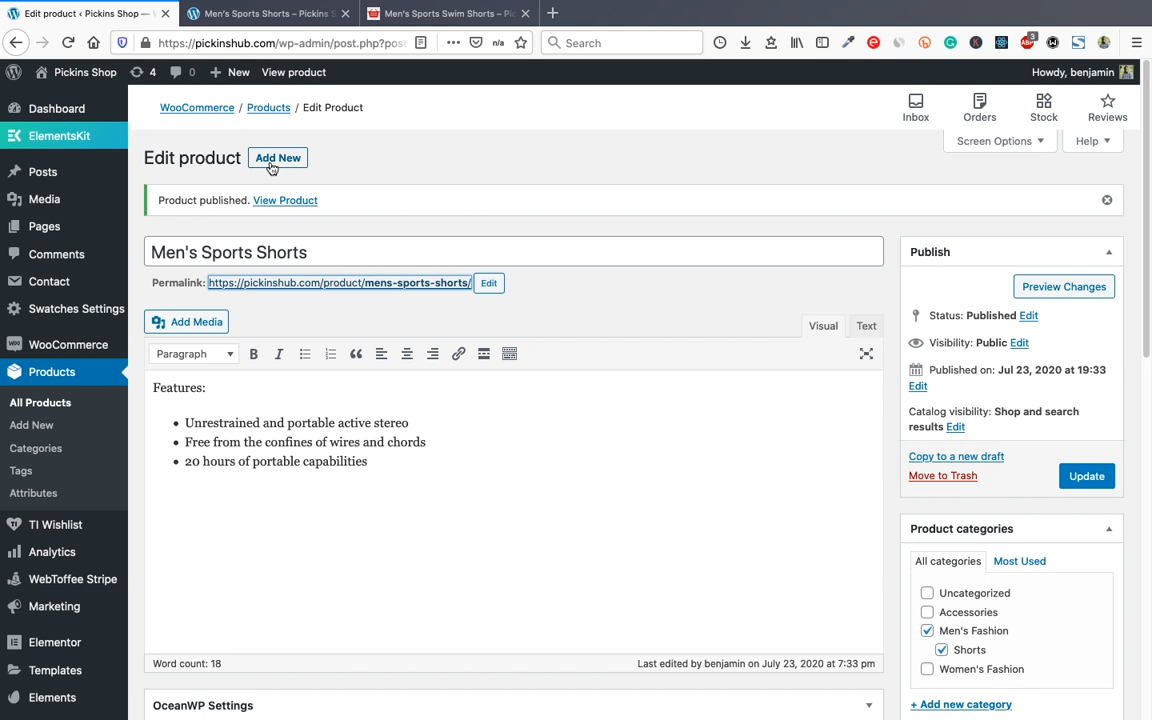 Edit product ‹ Pickins Shop —
Men's Sports Shorts – Pickins S
Men's Sports Swim Shorts – Pic
https://pickinshub.com/wp-admin/post.php?post
n/a
Search
3
Pickins Shop
4
0
New
View product
Howdy, benjamin
Dashboard
ElementsKit
Posts
Media
Pages
Comments
Contact
Swatches Settings
WooCommerce
Products
All Products
Add New
Categories
Tags
Attributes
TI Wishlist
Analytics
WebToffee Stripe
Marketing
Elementor
Templates
Elements
WooCommerce / Products / Edit Product
Inbox
Orders
Stock
Reviews
Screen Options
Help
Edit product
Add New
Product published. View Product
Men's Sports Shorts
Permalink: https://pickinshub.com/product/mens-sports-shorts/
Edit
Add Media
Visual
Text
Paragraph
B
I
Features:
Unrestrained and portable active stereo
Free from the confines of wires and chords
20 hours of portable capabilities
Word count: 18
Last edited by benjamin on July 23, 2020 at 7:33 pm
OceanWP Settings
Publish
Preview Changes
Status: Published Edit
Visibility: Public Edit
Published on: Jul 23, 2020 at 19:33
Edit
Catalog visibility: Shop and search
results Edit
Copy to a new draft
Move to Trash
Update
Product categories
All categories
Most Used
Uncategorized
Accessories
Men's Fashion
Shorts
Women's Fashion
+ Add new category